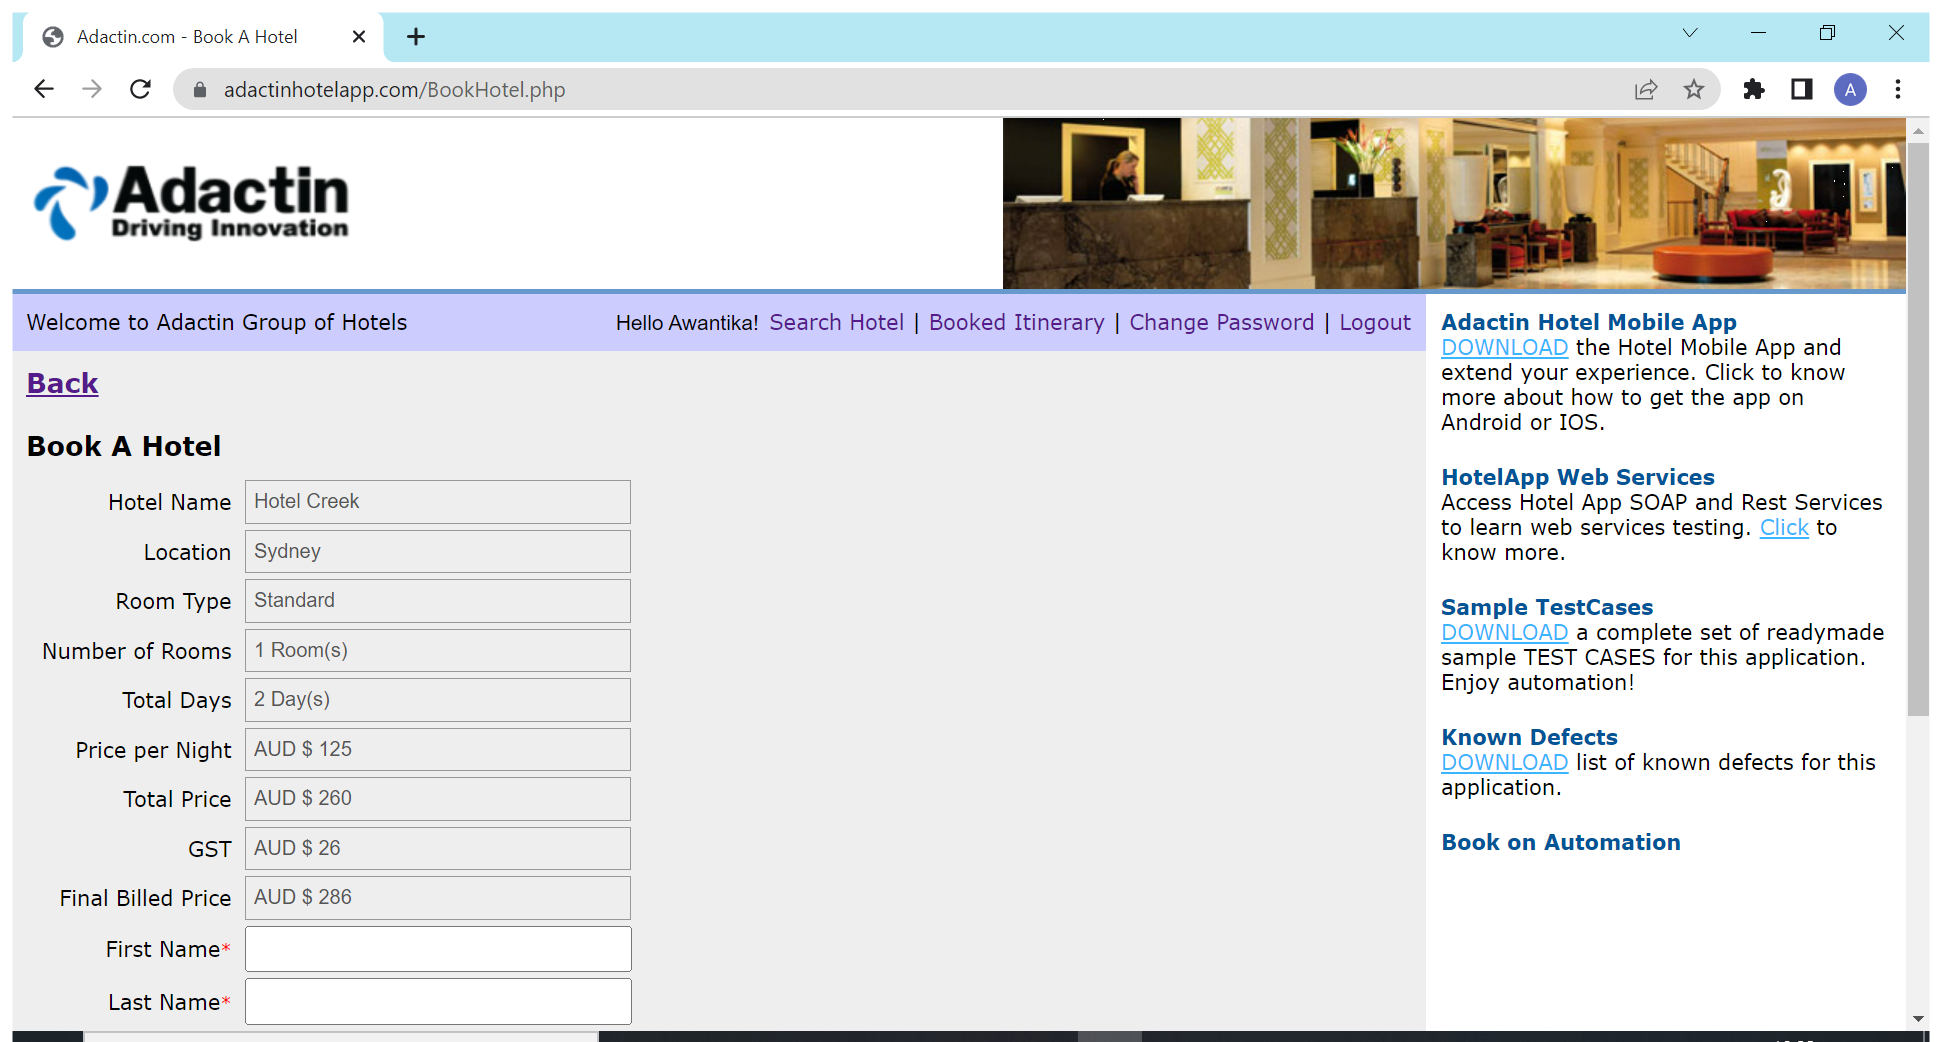 Adactin.com - Book A Hotel
adactinhotelapp.com/BookHotel.php
A
Adactin
Driving Innovation
Welcome to Adactin Group of Hotels
Hello Awantika! Search Hotel | Booked Itinerary | Change Password | Logout
Back
Book A Hotel
Hotel Name Hotel Creek
Location Sydney
Room Type Standard
Number of Rooms 1 Room(s)
Total Days 2 Day(s)
Price per Night AUD $ 125
Total Price AUD $ 260
GST AUD $ 26
Final Billed Price AUD $ 286
First Name*
Last Name*
Adactin Hotel Mobile App
DOWNLOAD the Hotel Mobile App and
extend your experience. Click to know
more about how to get the app on
Android or IOS.
HotelApp Web Services
Access Hotel App SOAP and Rest Services
to learn web services testing. Click to
know more.
Sample TestCases
DOWNLOAD a complete set of readymade
sample TEST CASES for this application.
Enjoy automation!
Known Defects
DOWNLOAD list of known defects for this
application.
Book on Automation